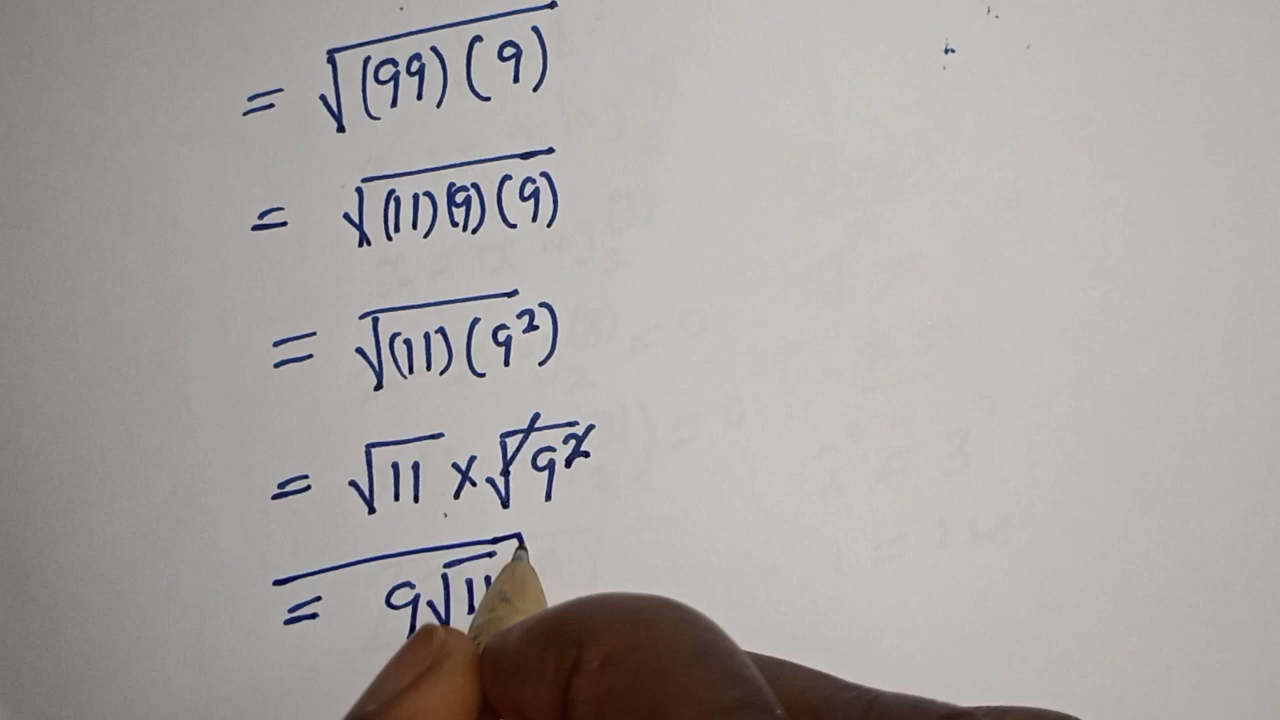 = √(99)(9)
= √(11)(9)(9)
= √(11)(9²)
= √11 × √9²
= 9√11